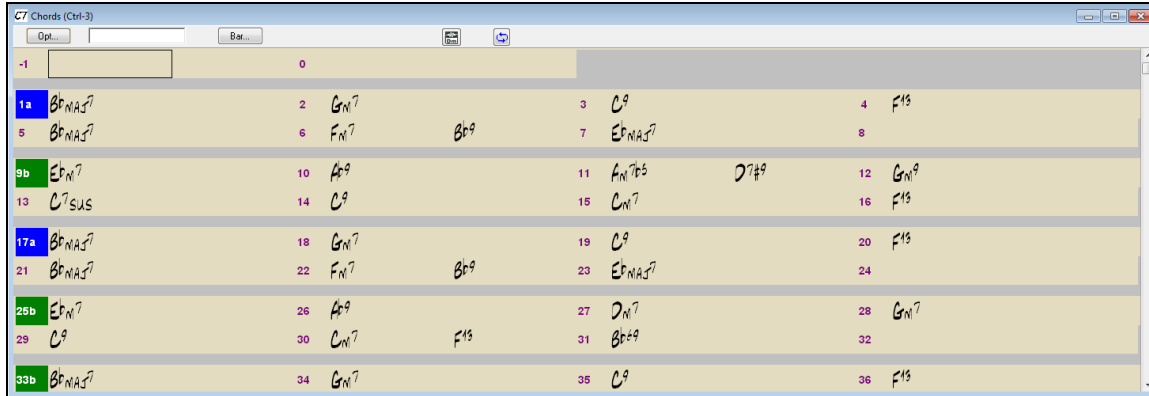 C7 Chords (Ctrl-3)
Opt... Bar...
-1 0
1a BbMAJ7 2 GM7 3 C9 4 F13
5 BbMAJ7 6 FM7 Bb9 7 EbMAJ7 8
9b EbM7 10 Ab9 11 AM7b5 D7#9 12 GM9
13 C7sus 14 C9 15 CM7 16 F13
17a BbMAJ7 18 GM7 19 C9 20 F13
21 BbMAJ7 22 FM7 Bb9 23 EbMAJ7 24
25b EbM7 26 Ab9 27 DM7 28 GM7
29 C9 30 CM7 F13 31 Bb69 32
33b BbMAJ7 34 GM7 35 C9 36 F13